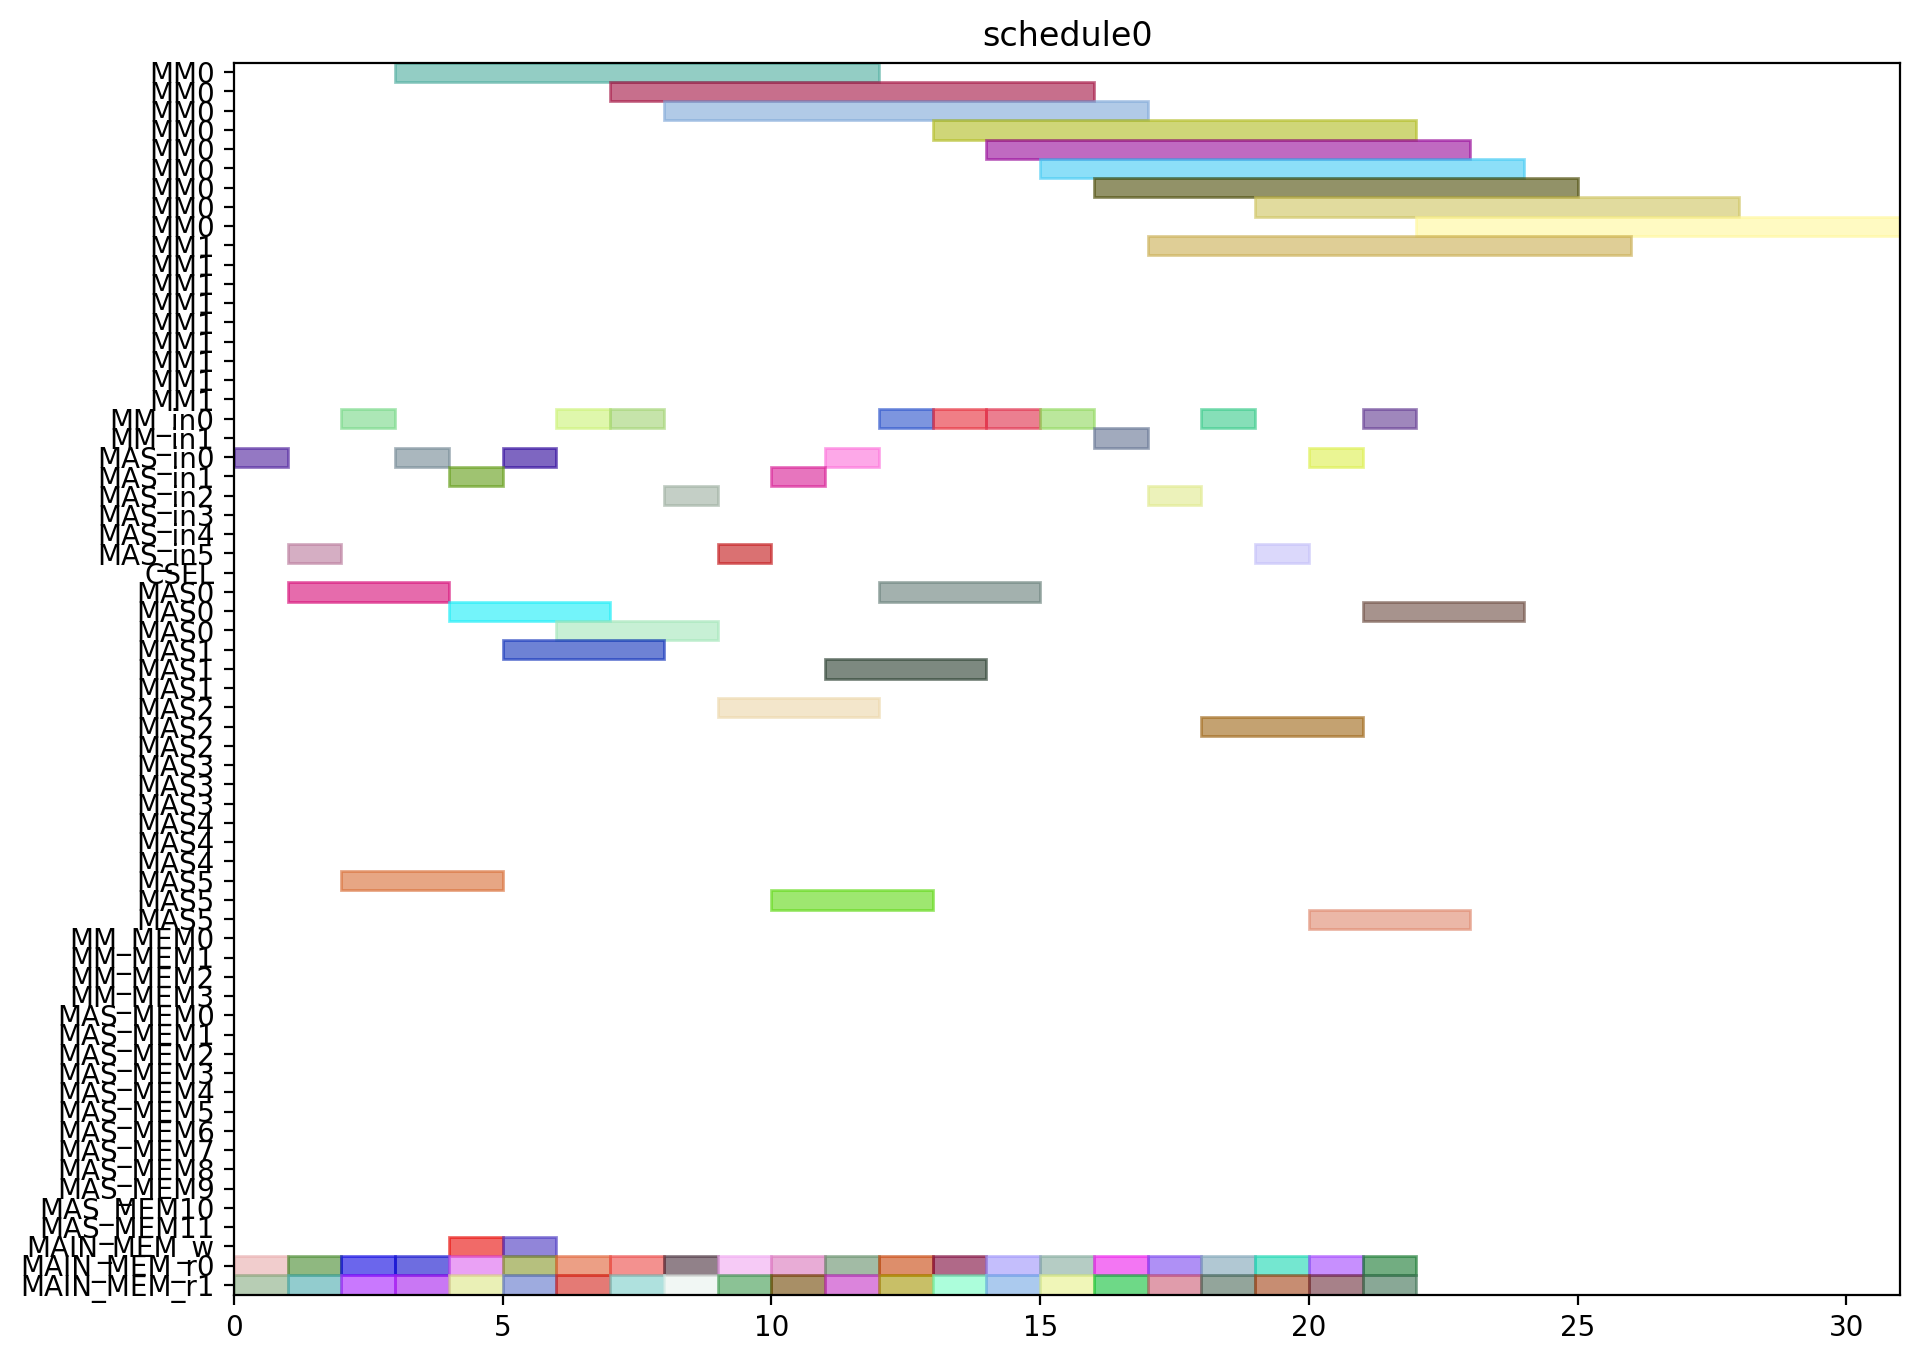 schedule0
MM0
MM0
MM0
MM0
MM0
MM0
MM0
MM0
MM0
MM1
MM1
MM1
MM1
MM1
MM1
MM1
MM1
MM1
MM_in0
MM_in1
MAS_in0
MAS_in1
MAS_in2
MAS_in3
MAS_in4
MAS_in5
CSEL
MAS0
MAS0
MAS0
MAS1
MAS1
MAS1
MAS2
MAS2
MAS2
MAS3
MAS3
MAS3
MAS4
MAS4
MAS4
MAS5
MAS5
MAS5
MM_MEM0
MM_MEM1
MM_MEM2
MM_MEM3
MAS_MEM0
MAS_MEM1
MAS_MEM2
MAS_MEM3
MAS_MEM4
MAS_MEM5
MAS_MEM6
MAS_MEM7
MAS_MEM8
MAS_MEM9
MAS_MEM10
MAS_MEM11
MAIN_MEM_w
MAIN_MEM_r0
MAIN_MEM_r1
0 5 10 15 20 25 30